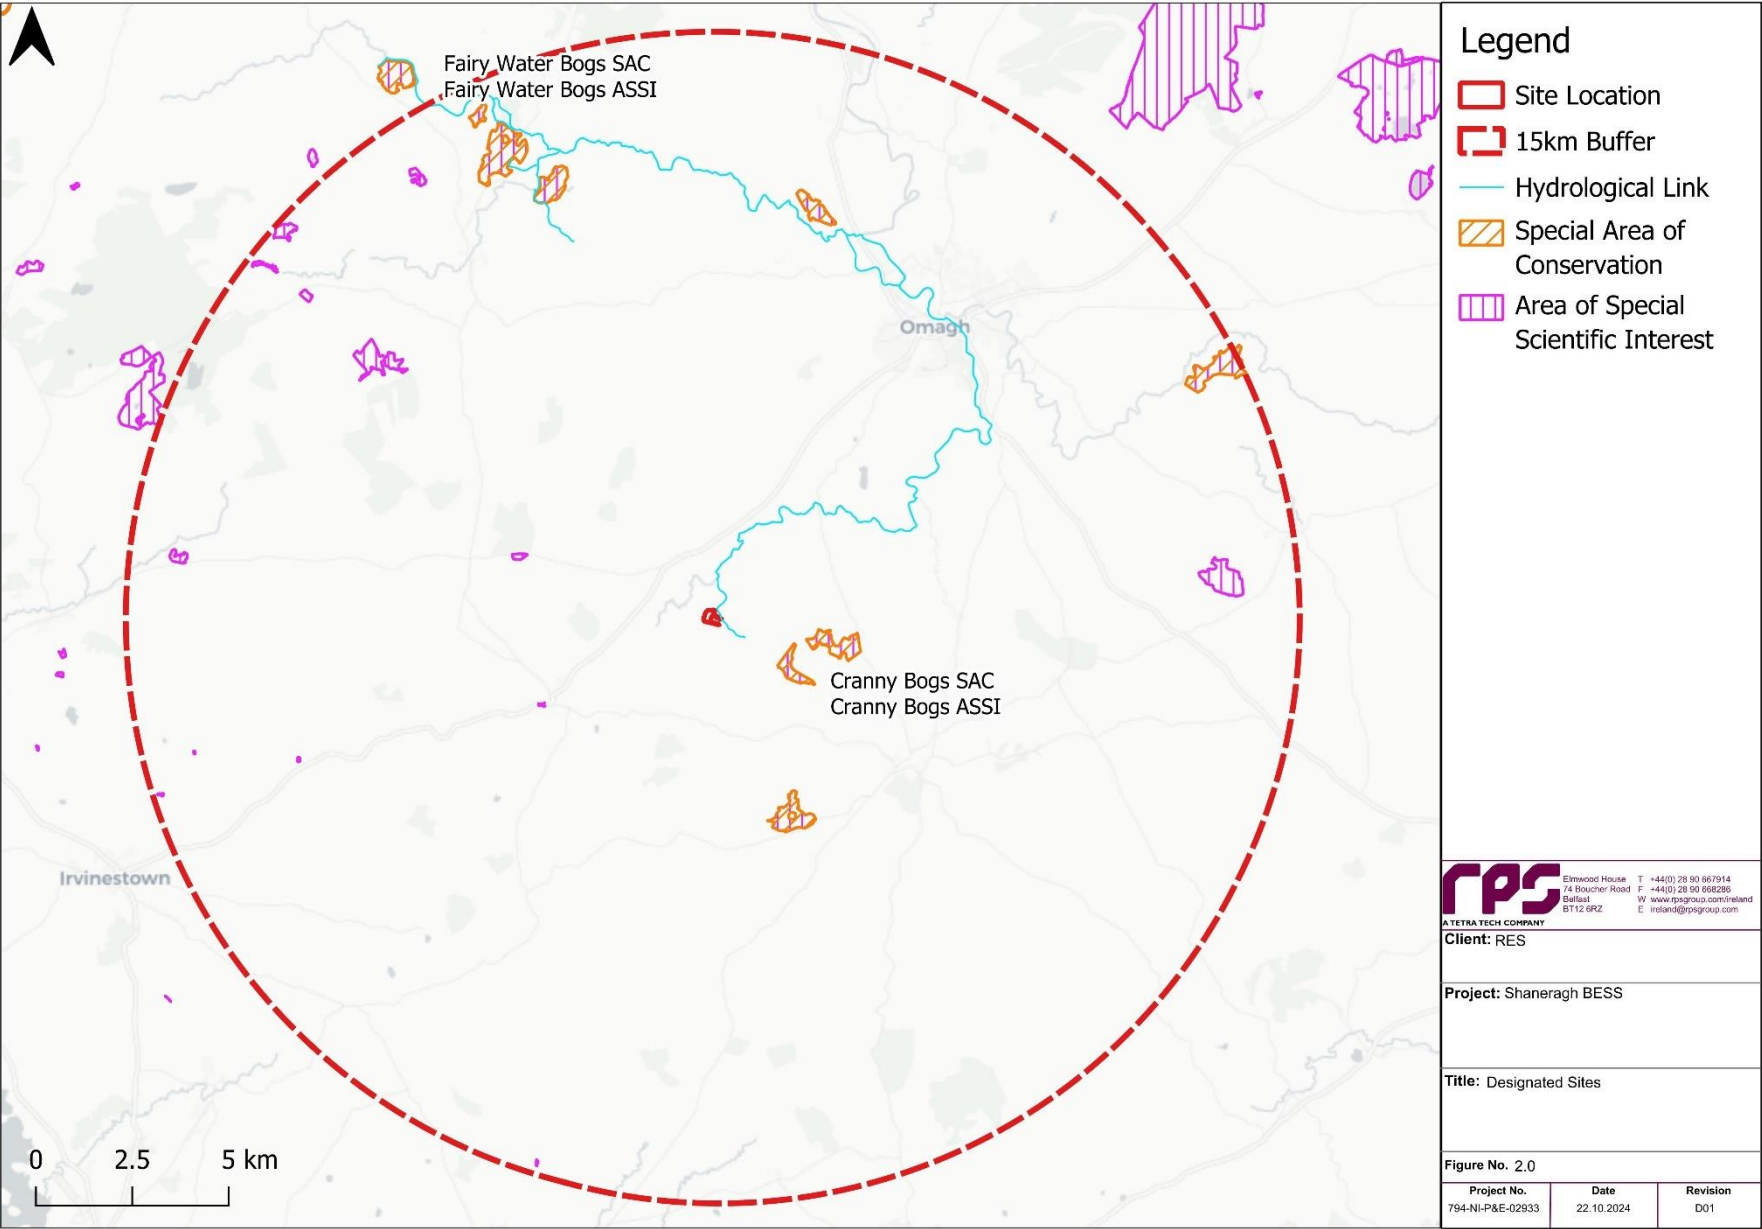 Fairy Water Bogs SAC
Fairy Water Bogs ASSI
Omagh
Cranny Bogs SAC
Cranny Bogs ASSI
Irvinestown
0 2.5 5 km
Legend
Site Location
15km Buffer
Hydrological Link
Special Area of
Conservation
Area of Special
Scientific Interest
rps
A TETRA TECH COMPANY
Elmwood House T +44(0) 28 90 667914
74 Boucher Road F +44(0) 28 90 668286
Belfast W www.rpsgroup.com/ireland
BT12 6RZ E ireland@rpsgroup.com
Client: RES
Project: Shaneragh BESS
Title: Designated Sites
Figure No. 2.0
Project No. Date Revision
794-NI-P&E-02933 22.10.2024 D01